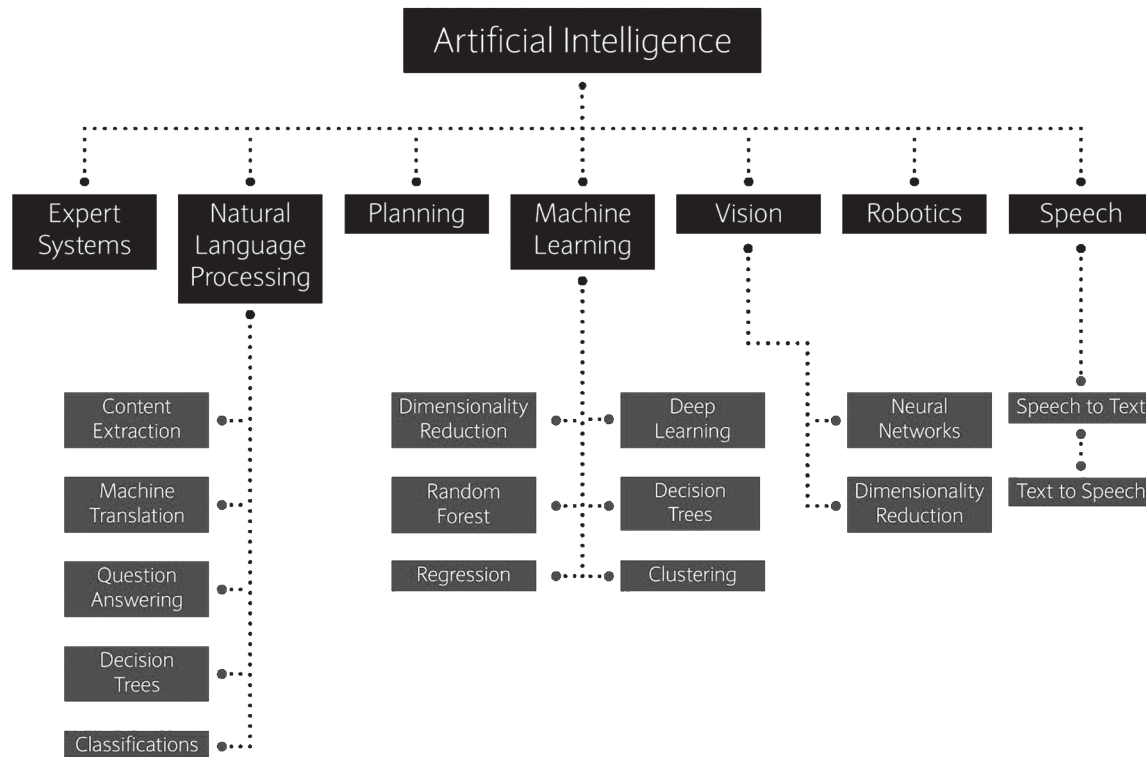 Artificial Intelligence
Expert
Systems
Natural
Language
Processing
Planning
Machine
Learning
Vision
Robotics
Speech
Content
Extraction
Machine
Translation
Question
Answering
Decision
Trees
Classifications
Dimensionality
Reduction
Random
Forest
Regression
Deep
Learning
Decision
Trees
Clustering
Neural
Networks
Dimensionality
Reduction
Speech to Text
Text to Speech